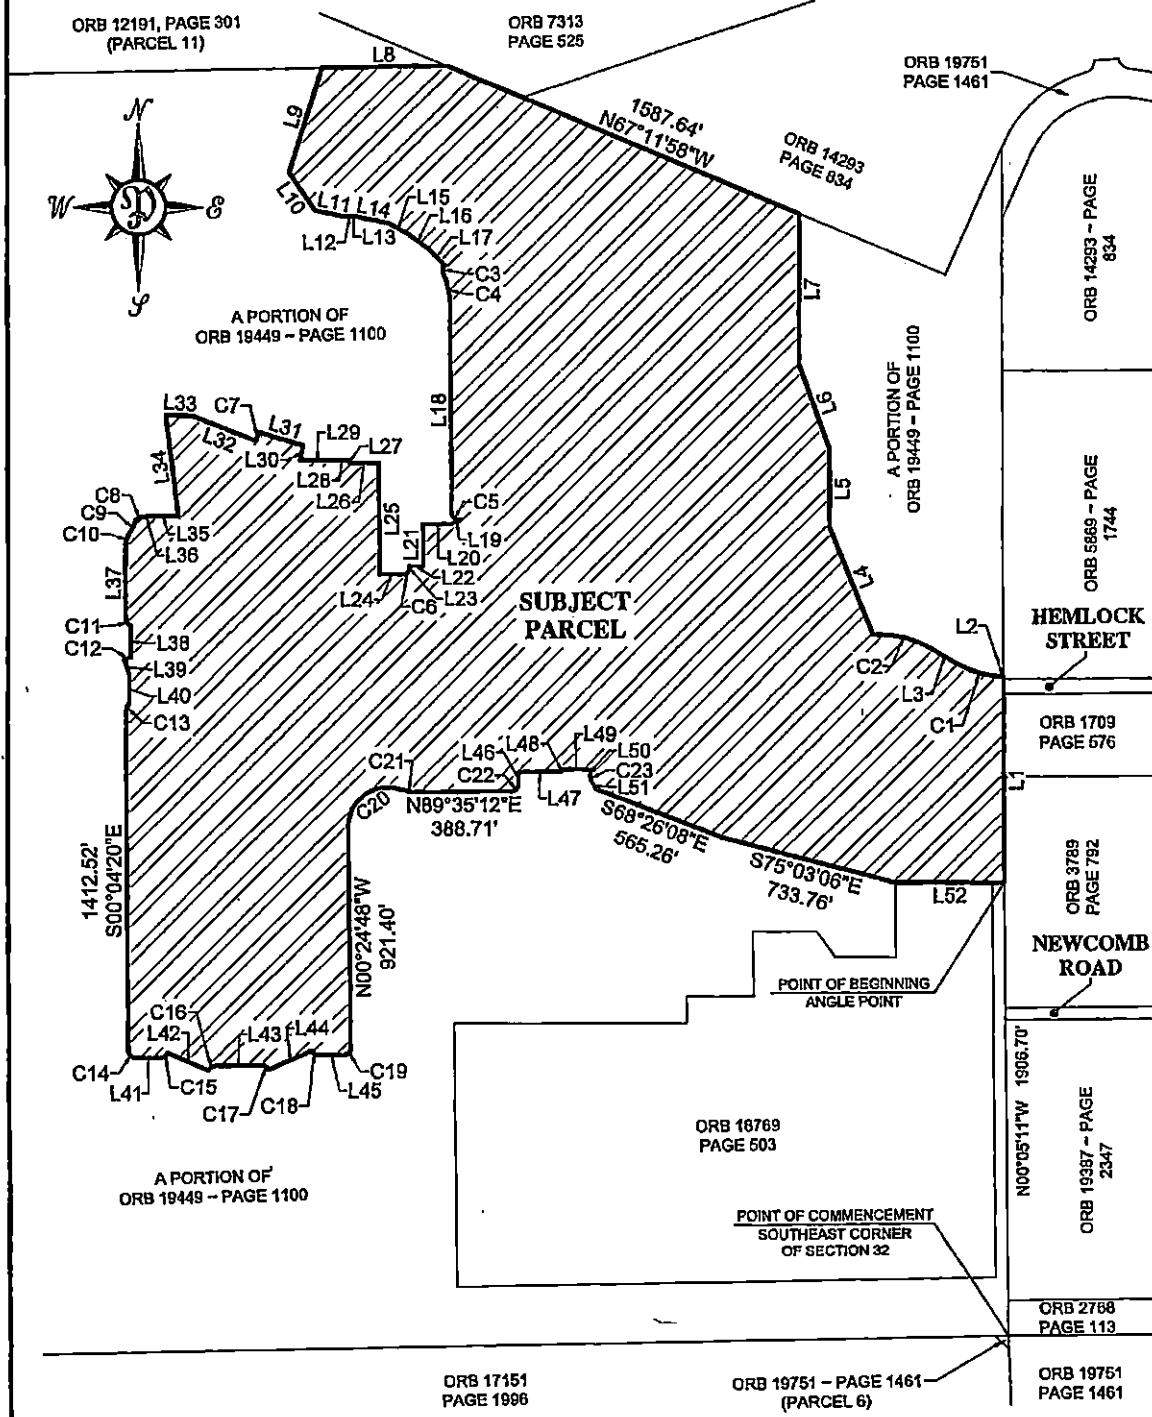 ORB 12191, PAGE 301
(PARCEL 11)
ORB 7313
PAGE 525
ORB 19751
PAGE 1461
L8
L9
1587.64'
N67°11'58"W
ORB 14293
PAGE 834
N
W
E
S
L10
L11
L14
L15
L16
L17
L12
L13
C3
C4
ORB 14293 ~ PAGE
834
L7
A PORTION OF
ORB 19449 ~ PAGE 1100
L18
L6
A PORTION OF
ORB 19449 ~ PAGE 1100
L33
C7
L31
L29
L27
L32
L30
L28
L26
L34
L5
ORB 5869 ~ PAGE
1744
C8
C9
C10
L35
L36
L25
L21
C5
L19
L20
L22
L23
L24
C6
L4
L37
SUBJECT
PARCEL
HEMLOCK
STREET
L2
C11
C12
L38
L39
L40
C13
C2
L3
C1
ORB 1709
PAGE 576
L1
C21
L46
L48
L49
L50
C22
C23
L51
L47
C20
N89°35'12"E
388.71'
S68°26'08"E
565.26'
S75°03'06"E
733.76'
L52
1412.52'
S00°04'20"E
N00°24'48"W
921.40'
ORB 3789
PAGE 792
NEWCOMB
ROAD
POINT OF BEGINNING
ANGLE POINT
C16
L42
L43
L44
C14
L41
C15
C17
C18
L45
C19
N00°05'11"W 1906.70'
ORB 19387 ~ PAGE
2347
ORB 18769
PAGE 503
A PORTION OF
ORB 19449 ~ PAGE 1100
POINT OF COMMENCEMENT
SOUTHEAST CORNER
OF SECTION 32
ORB 2768
PAGE 113
ORB 17151
PAGE 1996
ORB 19751 ~ PAGE 1461
(PARCEL 6)
ORB 19751
PAGE 1461